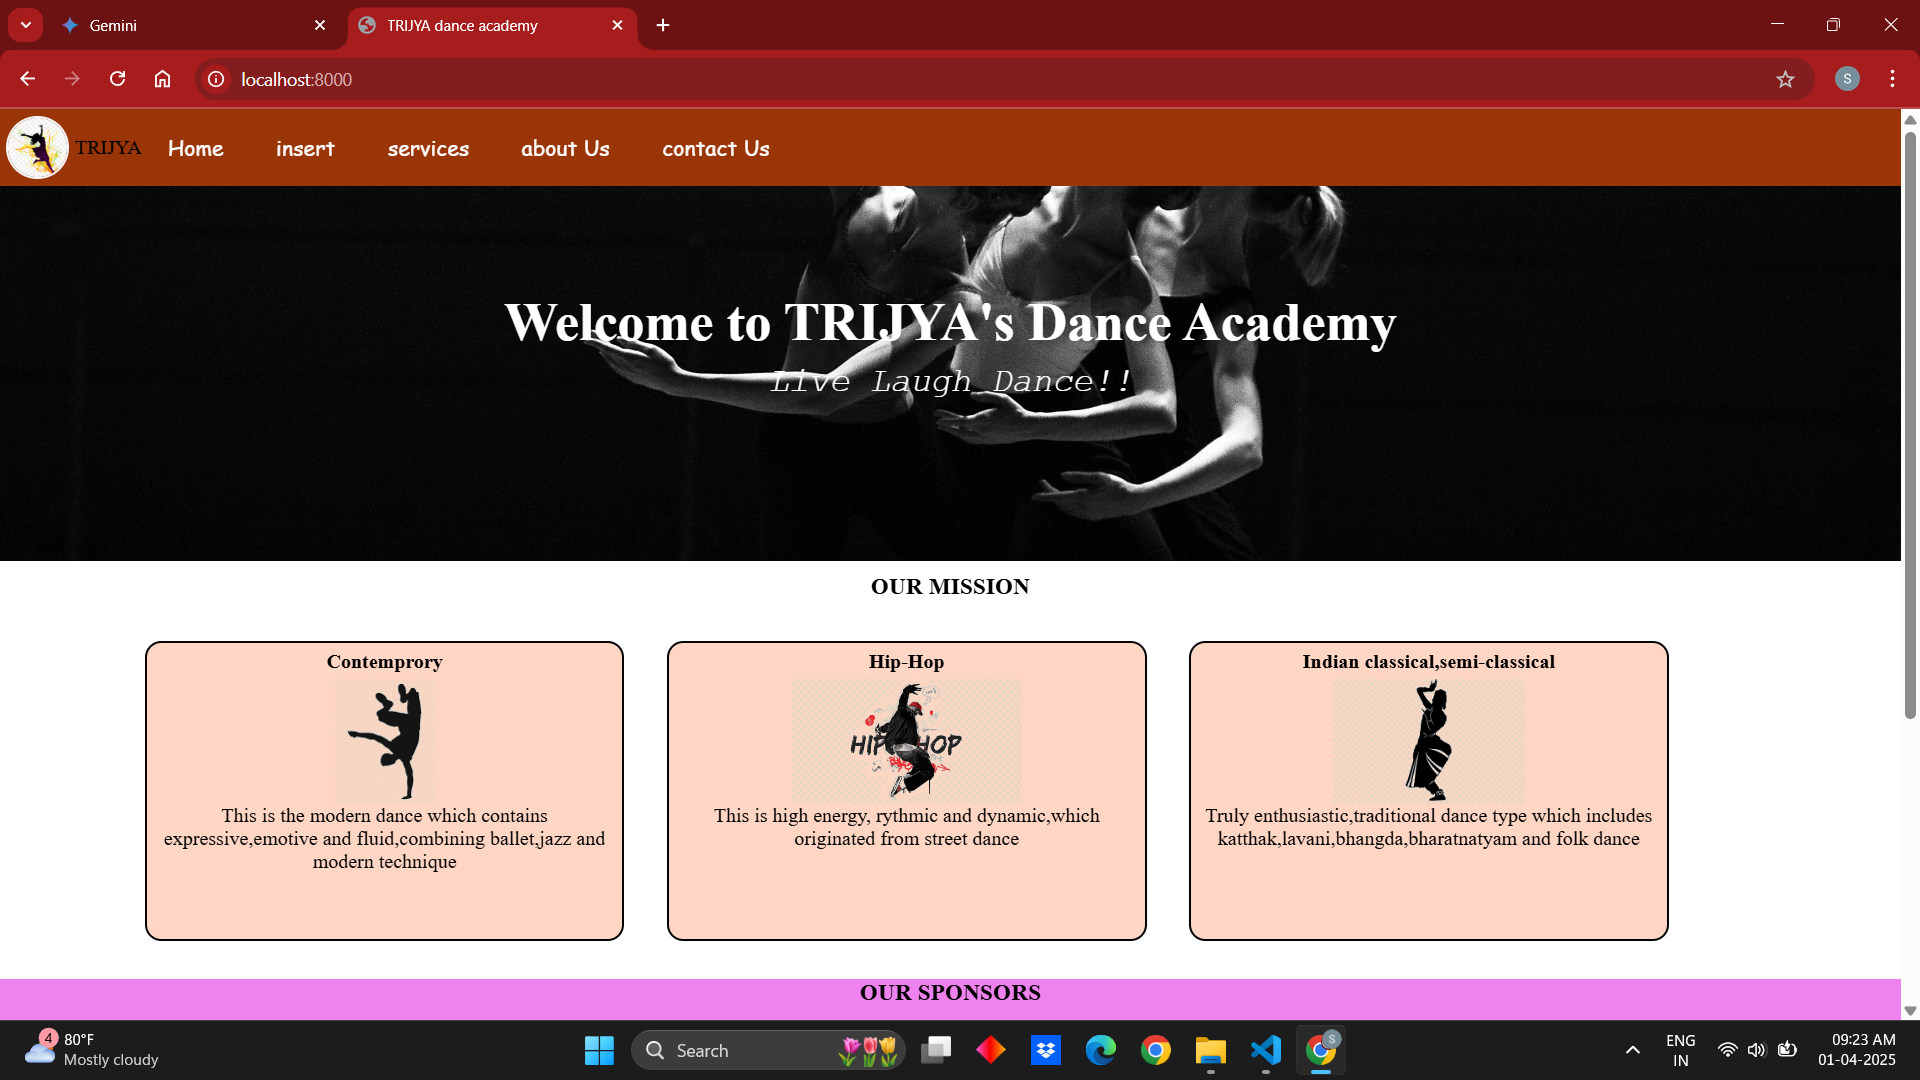 Gemini
TRIJYA dance academy
localhost:8000
S
TRIJYA
Home
insert
services
about Us
contact Us
Welcome to TRIJYA's Dance Academy
Live Laugh Dance!!
OUR MISSION
Contemprory
This is the modern dance which contains
expressive,emotive and fluid,combining ballet,jazz and
modern technique
Hip-Hop
HIP HOP
This is high energy, rythmic and dynamic,which
originated from street dance
Indian classical,semi-classical
Truly enthusiastic,traditional dance type which includes
katthak,lavani,bhangda,bharatnatyam and folk dance
OUR SPONSORS
4
80°F
Mostly cloudy
Search
S
ENG
IN
09:23 AM
01-04-2025